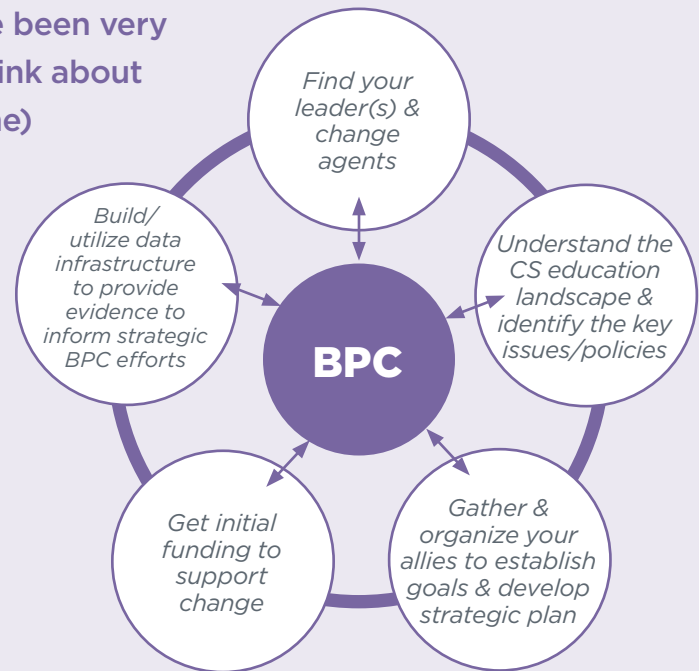 e been very
ink about
e)
Find your
leader(s) &
change
agents
Understand the
CS education
landscape &
identify the key
issues/policies
Gather &
organize your
allies to establish
goals & develop
strategic plan
Get initial
funding to
support
change
Build/
utilize data
infrastructure
to provide
evidence to
inform strategic
BPC efforts
BPC